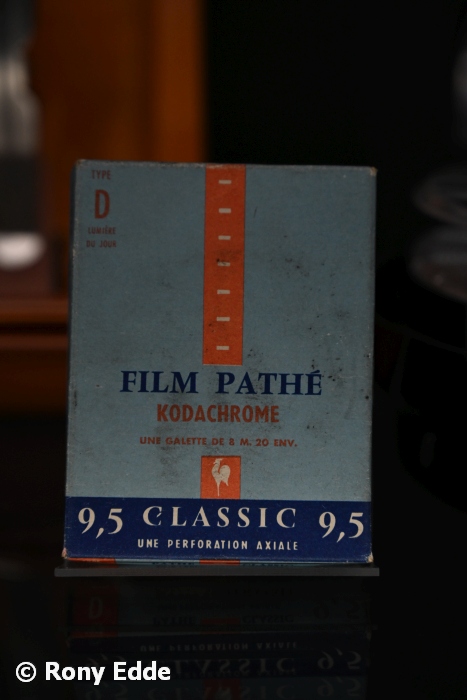 TYPE
D
LUMIÈRE
DU JOUR
FILM PATHÉ
KODACHROME
UNE GALETTE DE 8 M. 20 ENV.
9,5 CLASSIC 9,5
UNE PERFORATION AXIALE
© Rony Edde